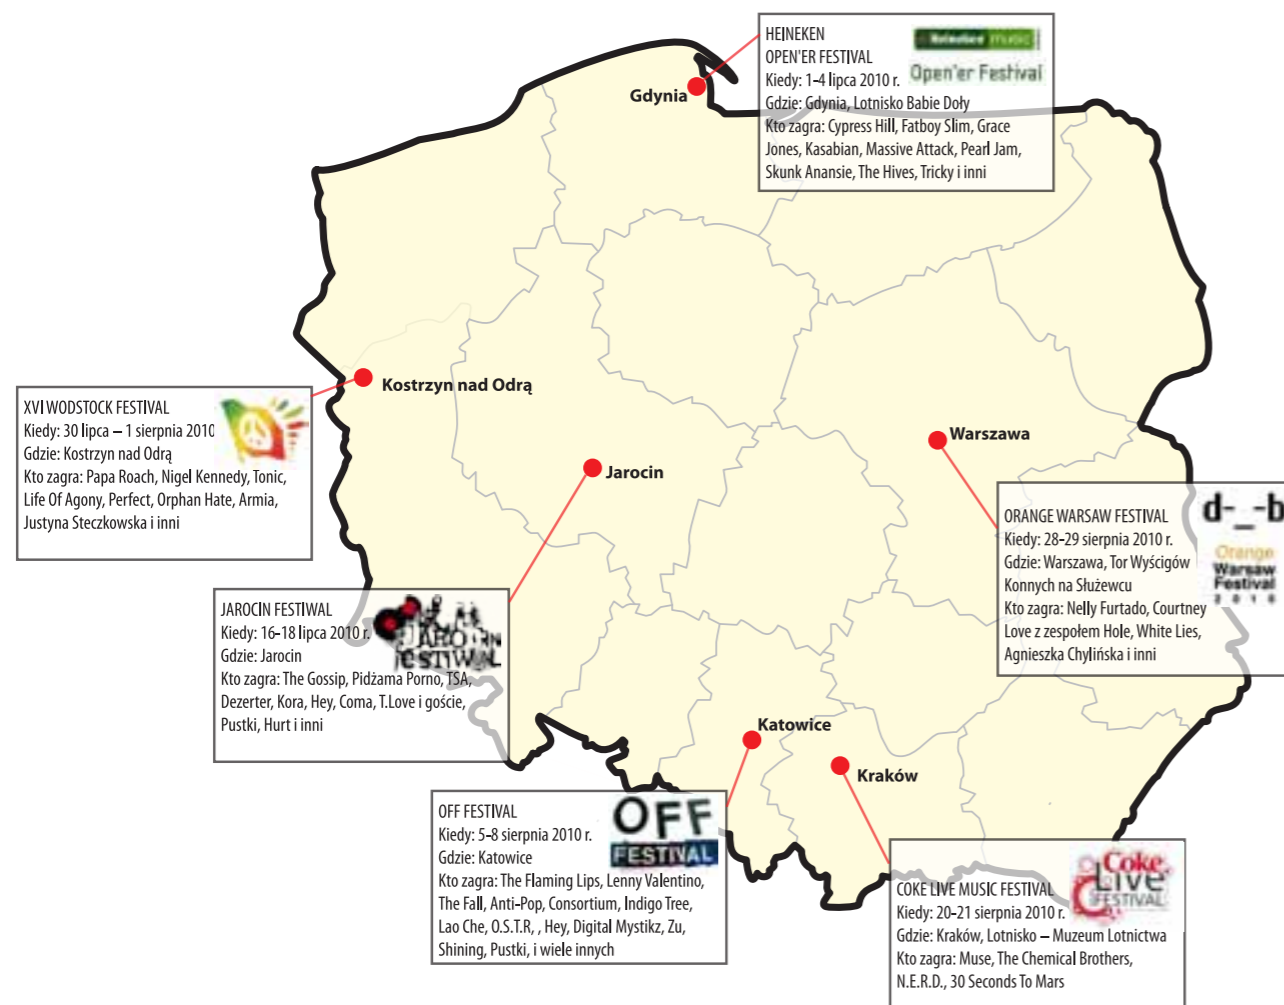 HEINEKEN
OPEN'ER FESTIVAL
Kiedy: 1-4 lipca 2010 r.
Gdzie: Gdynia, Lotnisko Babie Doły
Kto zagra: Cypress Hill, Fatboy Slim, Grace
Jones, Kasabian, Massive Attack, Pearl Jam,
Skunk Anansie, The Hives, Tricky i inni
Heineken music
Open'er Festival
Gdynia
Kostrzyn nad Odrą
XVI WODSTOCK FESTIVAL
Kiedy: 30 lipca – 1 sierpnia 2010
Gdzie: Kostrzyn nad Odrą
Kto zagra: Papa Roach, Nigel Kennedy, Tonic,
Life Of Agony, Perfect, Orphan Hate, Armia,
Justyna Steczkowska i inni
Warszawa
Jarocin
ORANGE WARSAW FESTIVAL
Kiedy: 28-29 sierpnia 2010 r.
Gdzie: Warszawa, Tor Wyścigów
Konnych na Służewcu
Kto zagra: Nelly Furtado, Courtney
Love z zespołem Hole, White Lies,
Agnieszka Chylińska i inni
d-_-b
Orange
Warsaw
Festival
2010
JAROCIN FESTIWAL
Kiedy: 16-18 lipca 2010 r.
Gdzie: Jarocin
Kto zagra: The Gossip, Pidżama Porno, TSA,
Dezerter, Kora, Hey, Coma, T.Love i goście,
Pustki, Hurt i inni
JAROCIN
FESTIWAL
Katowice
Kraków
OFF FESTIVAL
Kiedy: 5-8 sierpnia 2010 r.
Gdzie: Katowice
Kto zagra: The Flaming Lips, Lenny Valentino,
The Fall, Anti-Pop, Consortium, Indigo Tree,
Lao Che, O.S.T.R, , Hey, Digital Mystikz, Zu,
Shining, Pustki, i wiele innych
OFF
FESTIVAL
COKE LIVE MUSIC FESTIVAL
Kiedy: 20-21 sierpnia 2010 r.
Gdzie: Kraków, Lotnisko – Muzeum Lotnictwa
Kto zagra: Muse, The Chemical Brothers,
N.E.R.D., 30 Seconds To Mars
Coke
Live
FESTIVAL